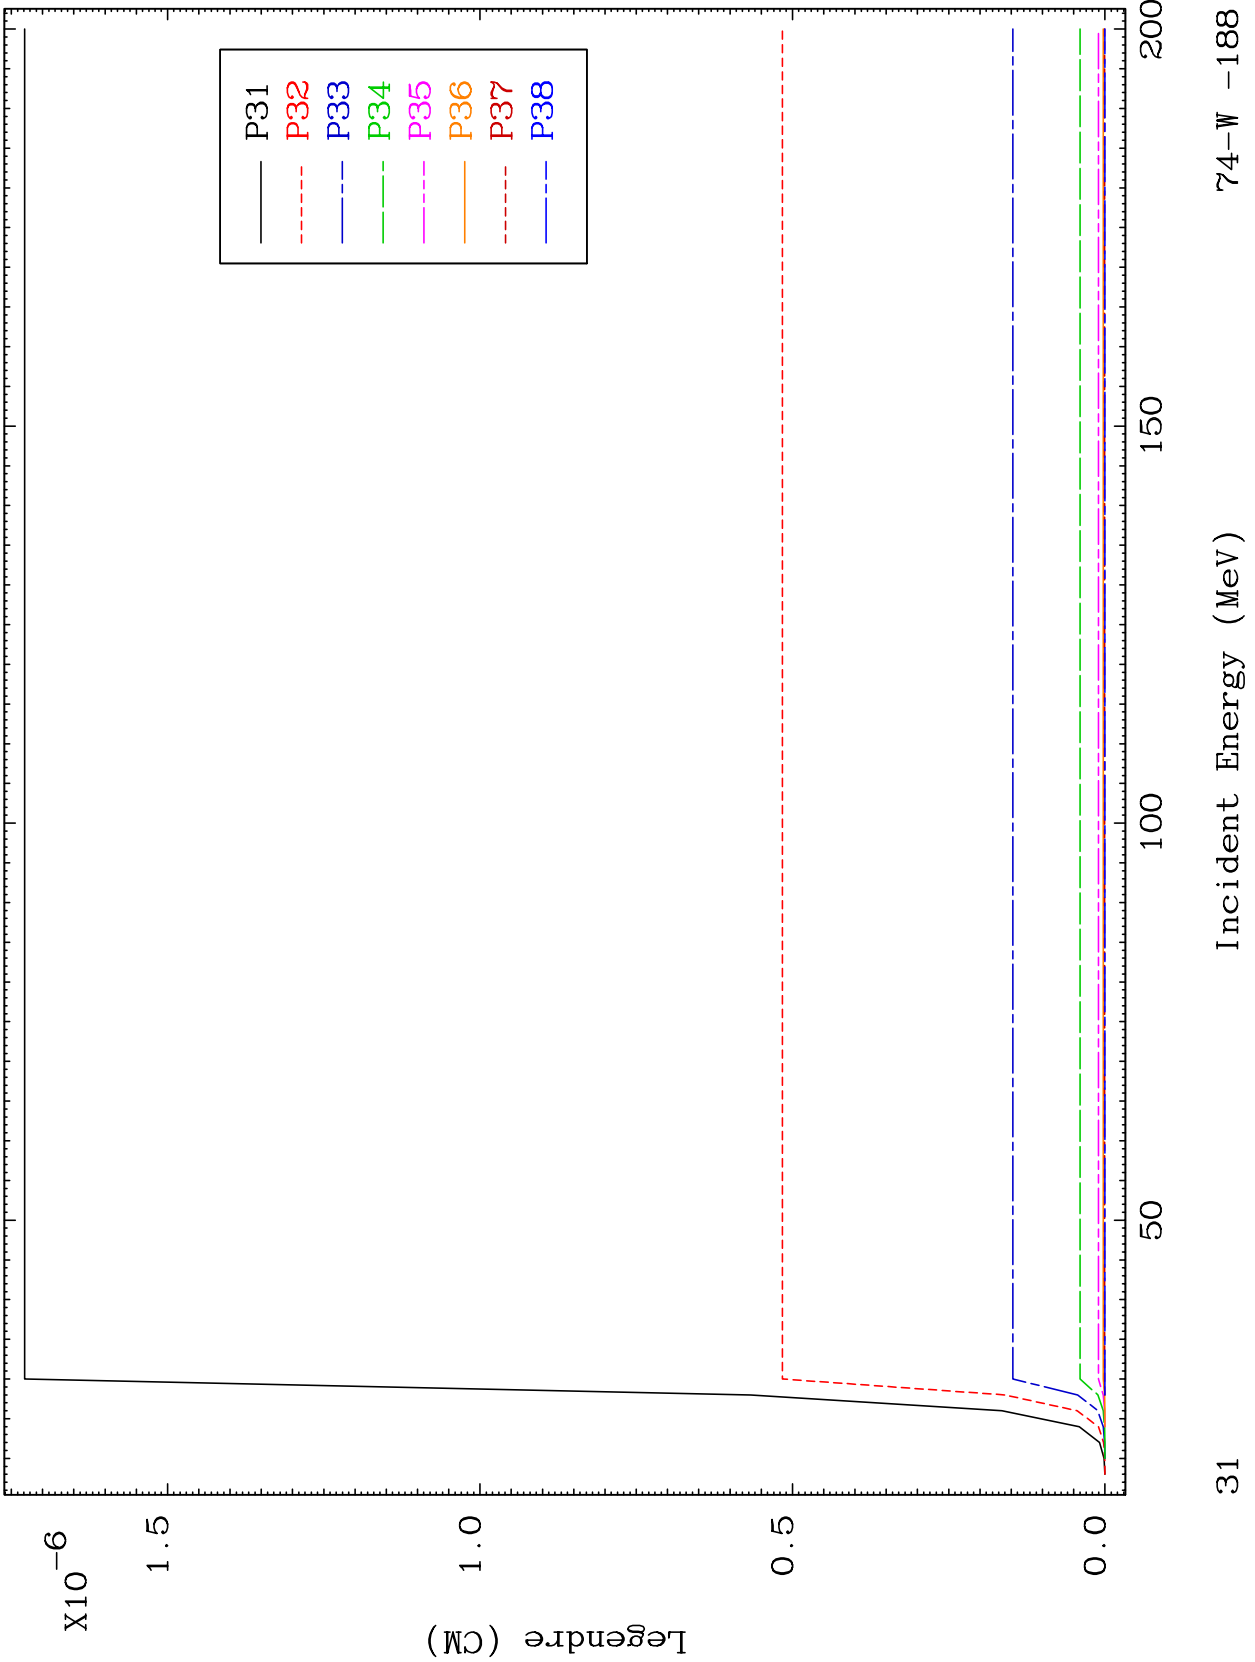 X10-6
1.5
1.0
0.5
0.0
Legendre (CM)
P31
P32
P33
P34
P35
P36
P37
P38
50
100
150
200
Incident Energy (MeV)
31
74-W -188